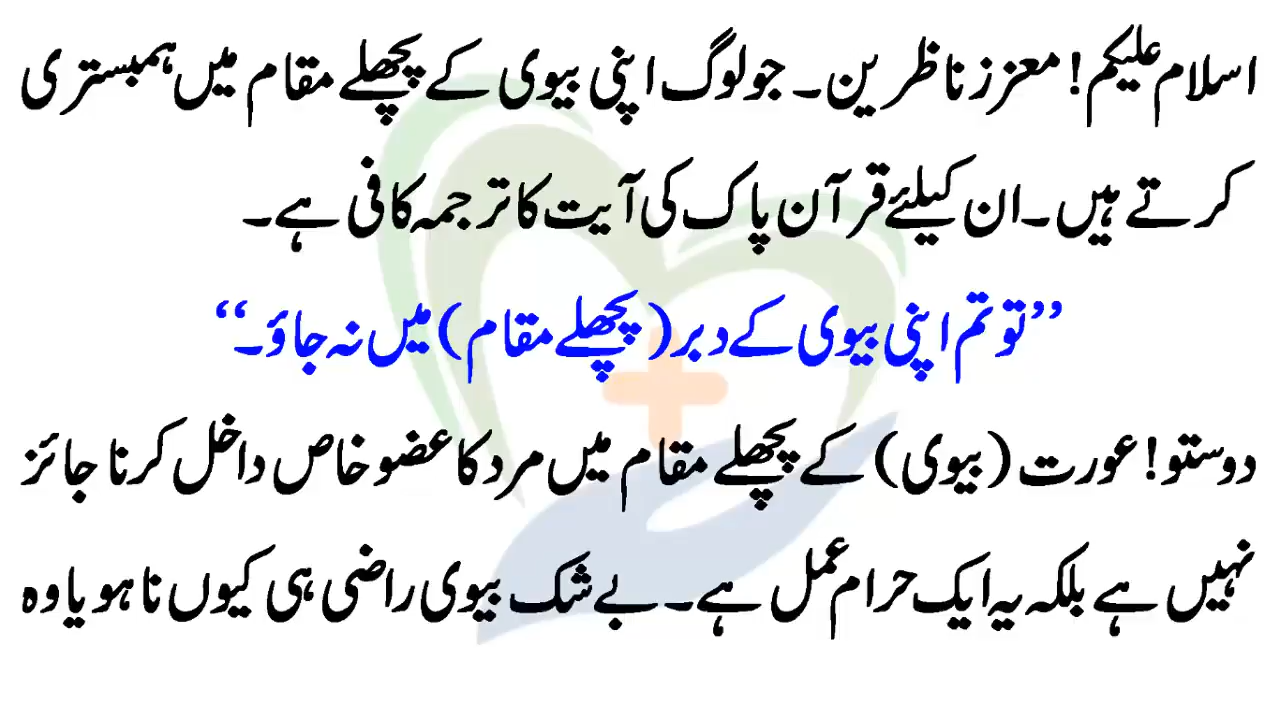 اسلام علیکم! معزز ناظرین۔ جو لوگ اپنی بیوی کے پچھلے مقام میں ہمبستری
کرتے ہیں۔ ان کیلئے قرآن پاک کی آیت کا ترجمہ کافی ہے۔
”تو تم اپنی بیوی کے دبر (پچھلے مقام) میں نہ جاؤ۔“
دوستو! عورت (بیوی) کے پچھلے مقام میں مرد کا عضو خاص داخل کرنا جائز
نہیں ہے بلکہ یہ ایک حرام عمل ہے۔ بے شک بیوی راضی ہی کیوں نا ہو یا وہ